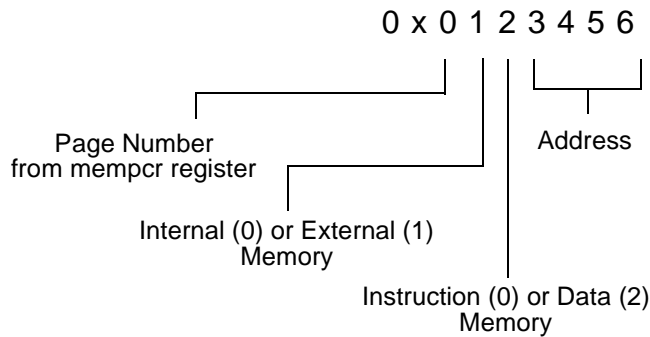 0 x 0 1 2 3 4 5 6
Page Number
from mempcr register
Address
Internal (0) or External (1)
Memory
Instruction (0) or Data (2)
Memory